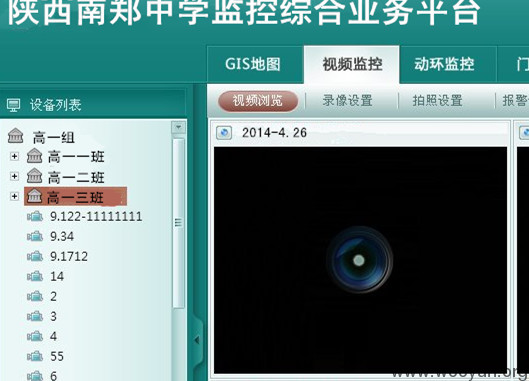 陕西南郑中学监控综合业务平台
GIS地图
视频监控
动环监控
视频浏览
录像设置
拍照设置
报警
设备列表
2014-4.26
高一组
高一一班
高一二班
高一三班
9.122-11111111
9.34
9.1712
14
2
3
4
55
6
www.wooyun.org